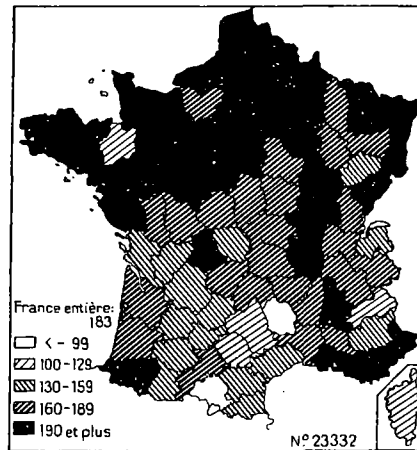 France entière:
183
< - 99
100-129
130-159
160-189
190 et plus
N.º 23332